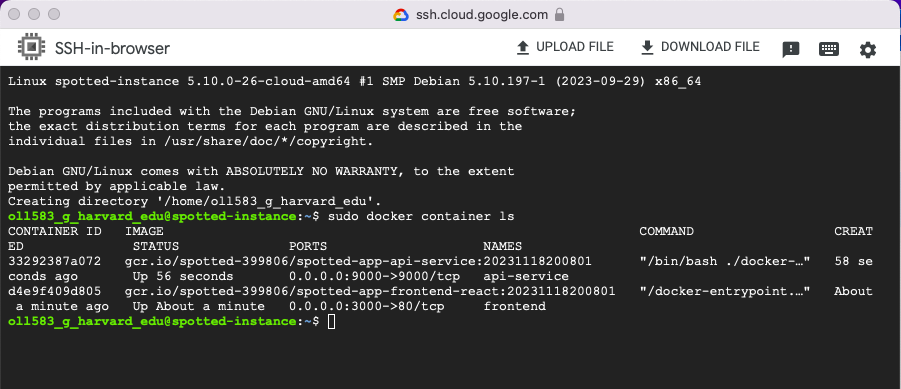 ssh.cloud.google.com
SSH-in-browser
UPLOAD FILE
DOWNLOAD FILE
Linux spotted-instance 5.10.0-26-cloud-amd64 #1 SMP Debian 5.10.197-1 (2023-09-29) x86_64
The programs included with the Debian GNU/Linux system are free software;
the exact distribution terms for each program are described in the
individual files in /usr/share/doc/*/copyright.
Debian GNU/Linux comes with ABSOLUTELY NO WARRANTY, to the extent
permitted by applicable law.
Creating directory '/home/oll583_g_harvard_edu'.
oll583_g_harvard_edu@spotted-instance:~$ sudo docker container ls
CONTAINER ID   IMAGE                                                              COMMAND                  CREAT
ED              STATUS              PORTS                    NAMES
33292387a072   gcr.io/spotted-399806/spotted-app-api-service:20231118200801       "/bin/bash ./docker-…"   58 se
conds ago       Up 56 seconds       0.0.0.0:9000->9000/tcp   api-service
d4e9f409d805   gcr.io/spotted-399806/spotted-app-frontend-react:20231118200801    "/docker-entrypoint.…"   About
 a minute ago   Up About a minute   0.0.0.0:3000->80/tcp     frontend
oll583_g_harvard_edu@spotted-instance:~$